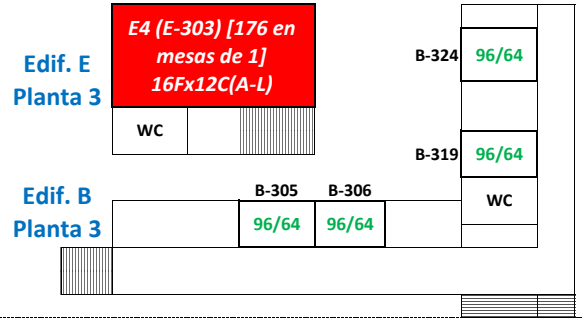 Edif. E
Planta 3
E4 (E-303) [176 en
mesas de 1]
16Fx12C(A-L)
WC
B-324
96/64
B-319
96/64
WC
Edif. B
Planta 3
B-305
B-306
96/64
96/64